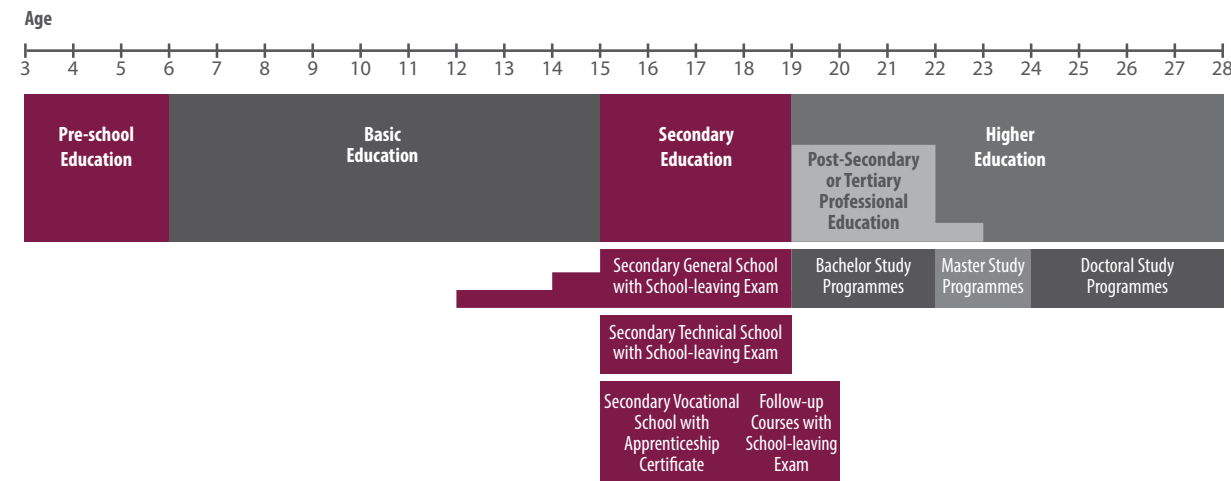 Age
3 4 5 6 7 8 9 10 11 12 13 14 15 16 17 18 19 20 21 22 23 24 25 26 27 28
Pre-school
Education
Basic
Education
Secondary
Education
Higher
Education
Post-Secondary
or Tertiary
Professional
Education
Secondary General School
with School-leaving Exam
Bachelor Study
Programmes
Master Study
Programmes
Doctoral Study
Programmes
Secondary Technical School
with School-leaving Exam
Secondary Vocational
School with
Apprenticeship
Certificate
Follow-up
Courses with
School-leaving
Exam